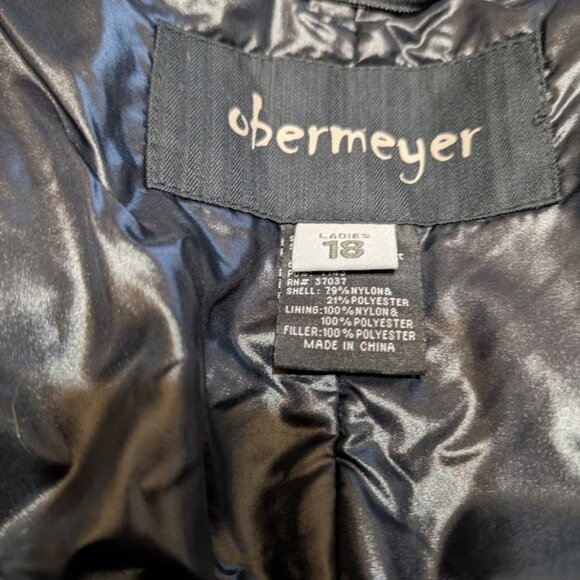 obermeyer
LADIES
18
RN# 37037
SHELL: 79% NYLON&
21% POLYESTER
LINING:100% NYLON&
100% POLYESTER
FILLER:100% POLYESTER
MADE IN CHINA